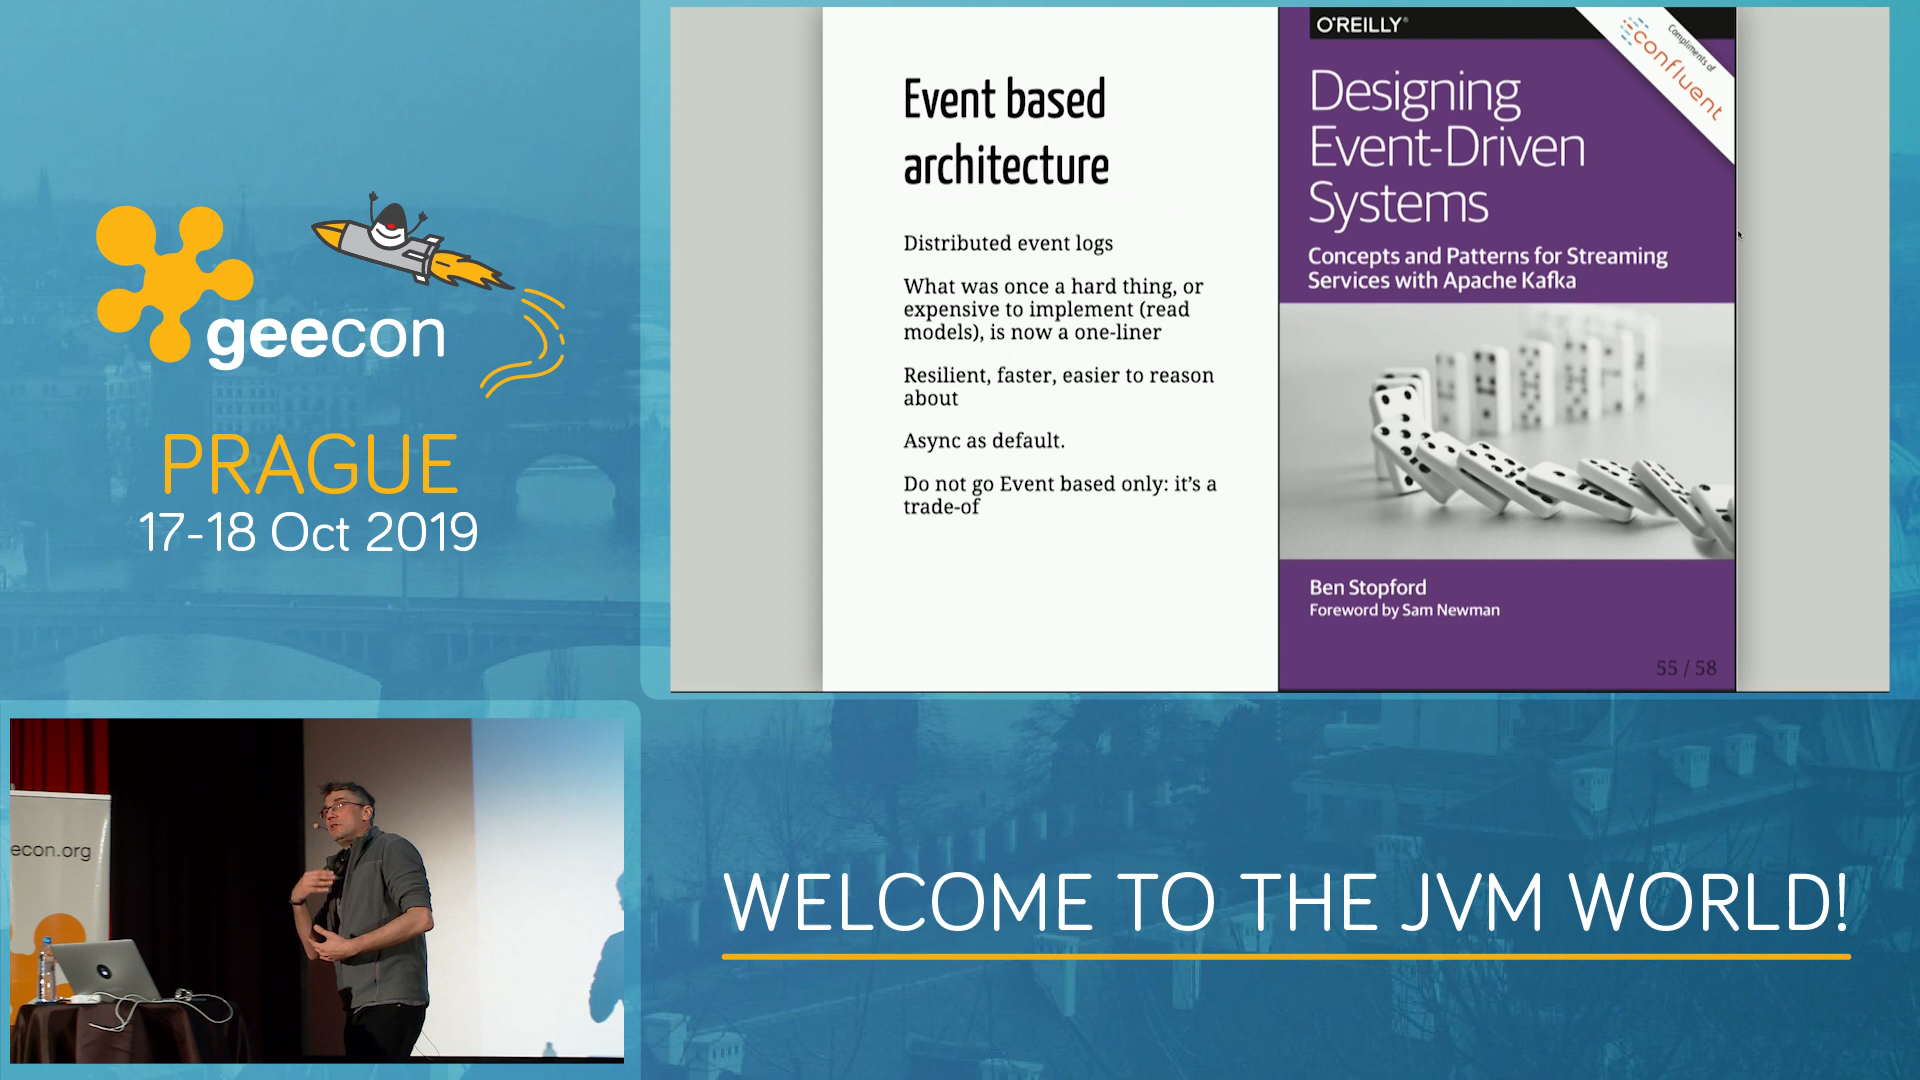 geecon
PRAGUE
17-18 Oct 2019
Event based
architecture
Distributed event logs
What was once a hard thing, or
expensive to implement (read
models), is now a one-liner
Resilient, faster, easier to reason
about
Async as default.
Do not go Event based only: it’s a
trade-of
O'REILLY®
Compliments of
confluent
Designing
Event-Driven
Systems
Concepts and Patterns for Streaming
Services with Apache Kafka
Ben Stopford
Foreword by Sam Newman
55 / 58
econ.org
WELCOME TO THE JVM WORLD!